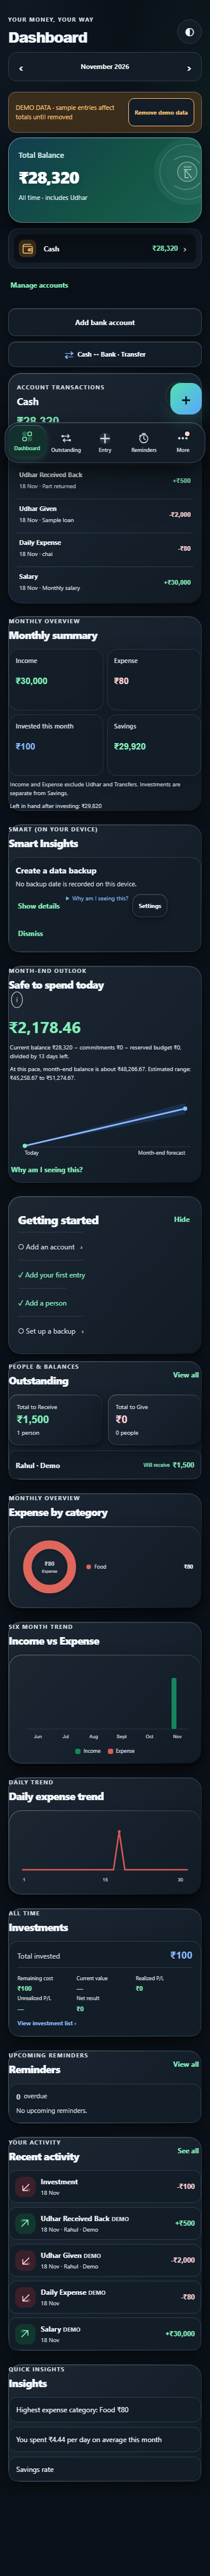 YOUR MONEY, YOUR WAY
Dashboard
‹ November 2026 ›
DEMO DATA - sample entries affect totals until removed
Remove demo data
Total Balance
₹28,320
All time · includes Udhar
Cash ₹28,320 ›
Manage accounts
Add bank account
Cash ↔ Bank · Transfer
ACCOUNT TRANSACTIONS
Cash
₹28,320
+
Dashboard Outstanding Entry Reminders More
Udhar Received Back +₹500
18 Nov · Part returned
Udhar Given -₹2,000
18 Nov · Sample loan
Daily Expense -₹80
18 Nov · chai
Salary +₹30,000
18 Nov · Monthly salary
MONTHLY OVERVIEW
Monthly summary
Income Expense
₹30,000 ₹80
Invested this month Savings
₹100 ₹29,920
Income and Expense exclude Udhar and Transfers. Investments are
separate from Savings.
Left in hand after investing: ₹29,820
SMART (ON YOUR DEVICE)
Smart Insights
Create a data backup
No backup date is recorded on this device.
Show details ▸ Why am I seeing this? Settings
Dismiss
MONTH-END OUTLOOK
Safe to spend today
i
₹2,178.46
Current balance ₹28,320 − commitments ₹0 − reserved budget ₹0,
divided by 13 days left.
At this pace, month-end balance is about ₹48,266.67. Estimated range:
₹45,258.67 to ₹51,274.67.
Today Month-end forecast
Why am I seeing this?
Getting started Hide
○ Add an account ›
✓ Add your first entry
✓ Add a person
○ Set up a backup ›
PEOPLE & BALANCES
Outstanding View all
Total to Receive Total to Give
₹1,500 ₹0
1 person 0 people
Rahul · Demo Will receive ₹1,500
MONTHLY OVERVIEW
Expense by category
₹80
Expense
Food ₹80
SIX MONTH TREND
Income vs Expense
Jun Jul Aug Sept Oct Nov
Income Expense
DAILY TREND
Daily expense trend
1 15 30
ALL TIME
Investments
Total invested ₹100
Remaining cost Current value Realized P/L
₹100 — ₹0
Unrealized P/L Net result
— ₹0
View investment list ›
UPCOMING REMINDERS
Reminders View all
0 overdue
No upcoming reminders.
YOUR ACTIVITY
Recent activity See all
Investment -₹100
18 Nov
Udhar Received Back DEMO +₹500
18 Nov · Rahul · Demo
Udhar Given DEMO -₹2,000
18 Nov · Rahul · Demo
Daily Expense DEMO -₹80
18 Nov
Salary DEMO +₹30,000
18 Nov
QUICK INSIGHTS
Insights
Highest expense category: Food ₹80
You spent ₹4.44 per day on average this month
Savings rate